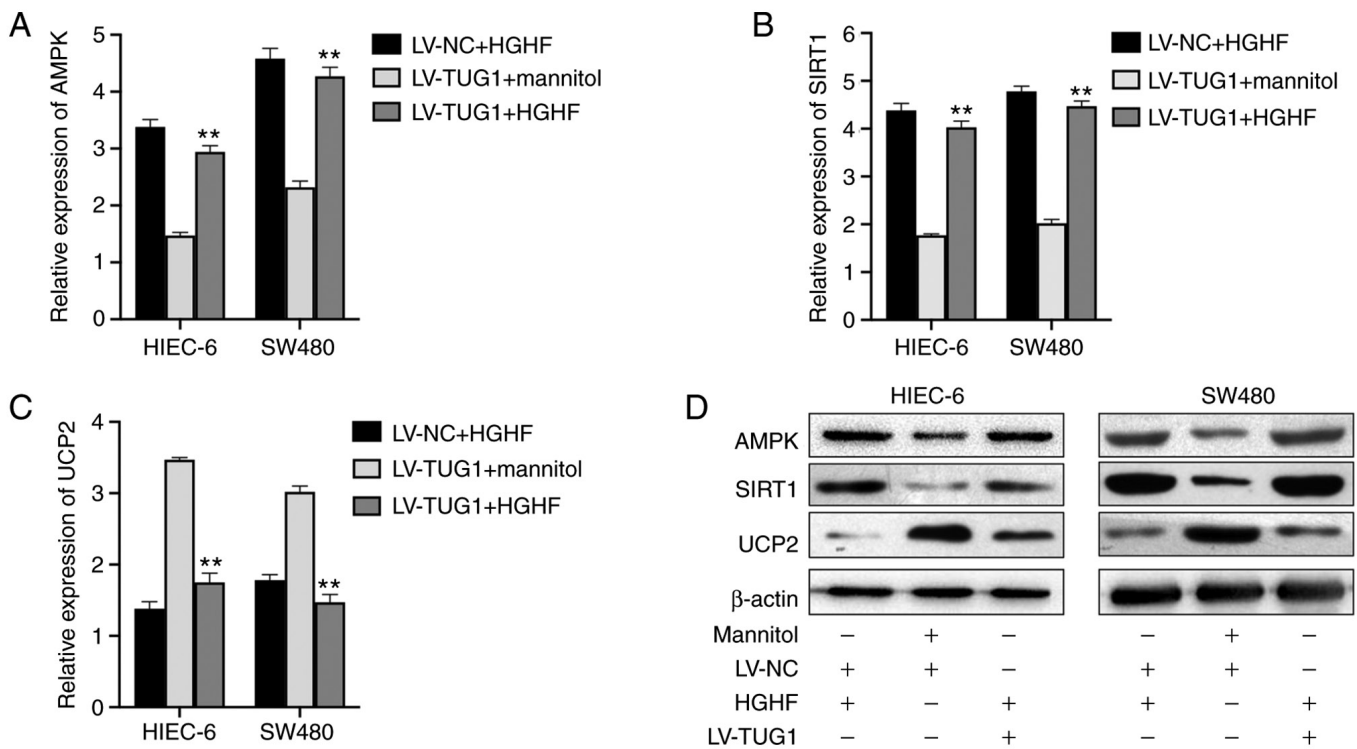 A
Relative expression of AMPK
5
4
3
2
1
0
**
**
HIEC-6 SW480
LV-NC+HGHF
LV-TUG1+mannitol
LV-TUG1+HGHF
B
Relative expression of SIRT1
6
5
4
3
2
1
0
**
**
HIEC-6 SW480
LV-NC+HGHF
LV-TUG1+mannitol
LV-TUG1+HGHF
C
Relative expression of UCP2
4
3
2
1
0
**
**
HIEC-6 SW480
LV-NC+HGHF
LV-TUG1+mannitol
LV-TUG1+HGHF
D
HIEC-6 SW480
AMPK
SIRT1
UCP2
β-actin
Mannitol – + – – + –
LV-NC + + – + + –
HGHF + – + + – +
LV-TUG1 – – + – – +